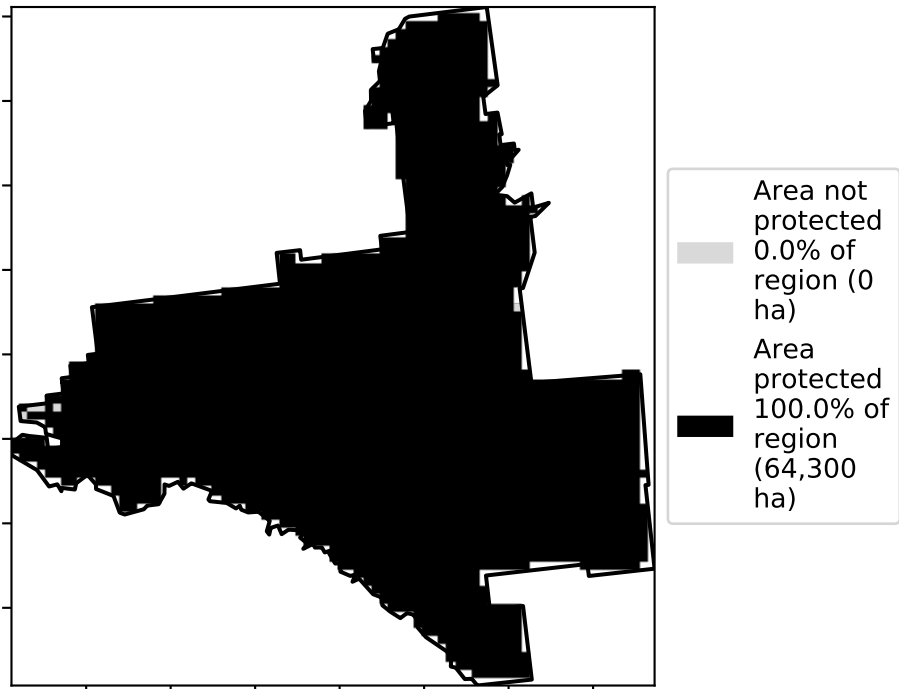 Area not
protected
0.0% of
region (0
ha)
Area
protected
100.0% of
region
(64,300
ha)